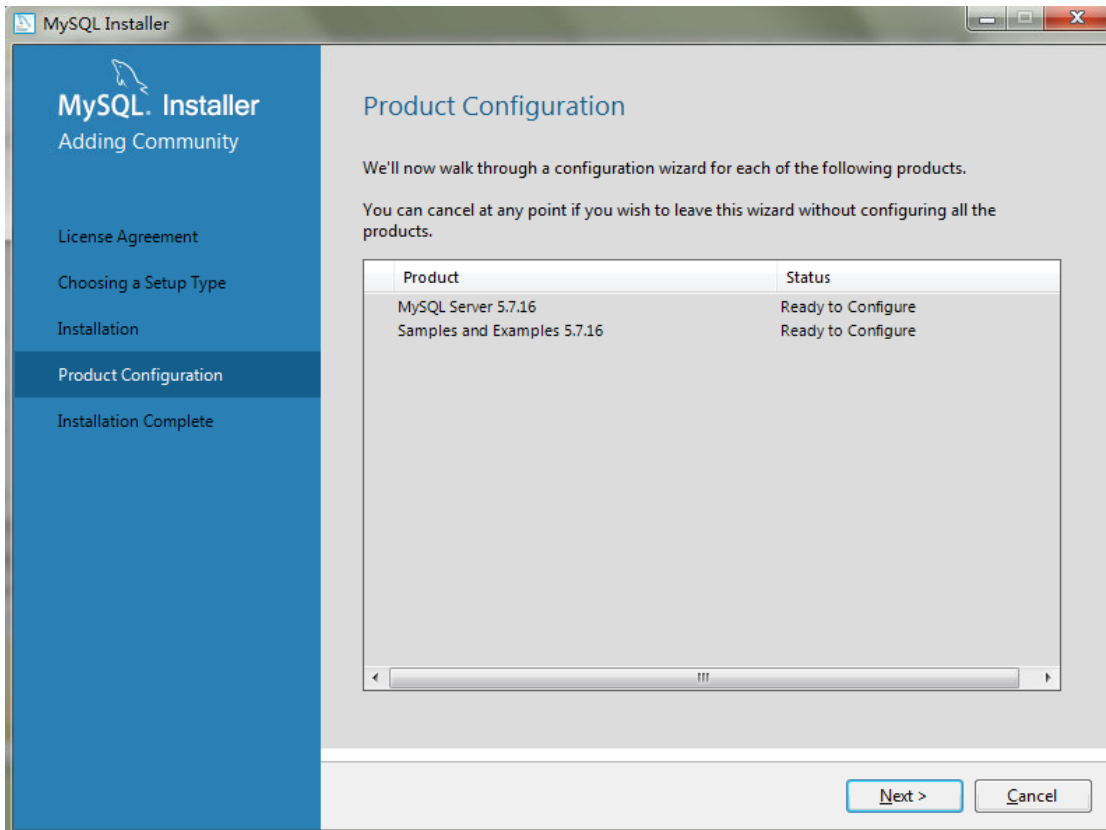 MySQL Installer
MySQL. Installer
Adding Community
License Agreement
Choosing a Setup Type
Installation
Product Configuration
Installation Complete
Product Configuration
We'll now walk through a configuration wizard for each of the following products.
You can cancel at any point if you wish to leave this wizard without configuring all the
products.
Product Status
MySQL Server 5.7.16 Ready to Configure
Samples and Examples 5.7.16 Ready to Configure
Next > Cancel